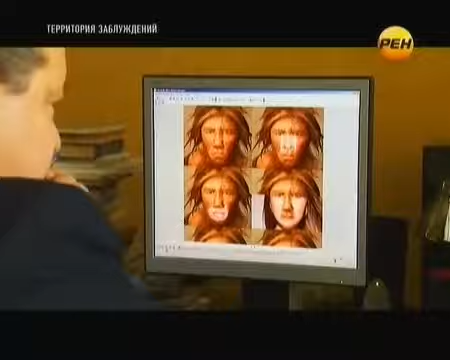 ТЕРРИТОРИЯ ЗАБЛУЖДЕНИЙ
РЕН